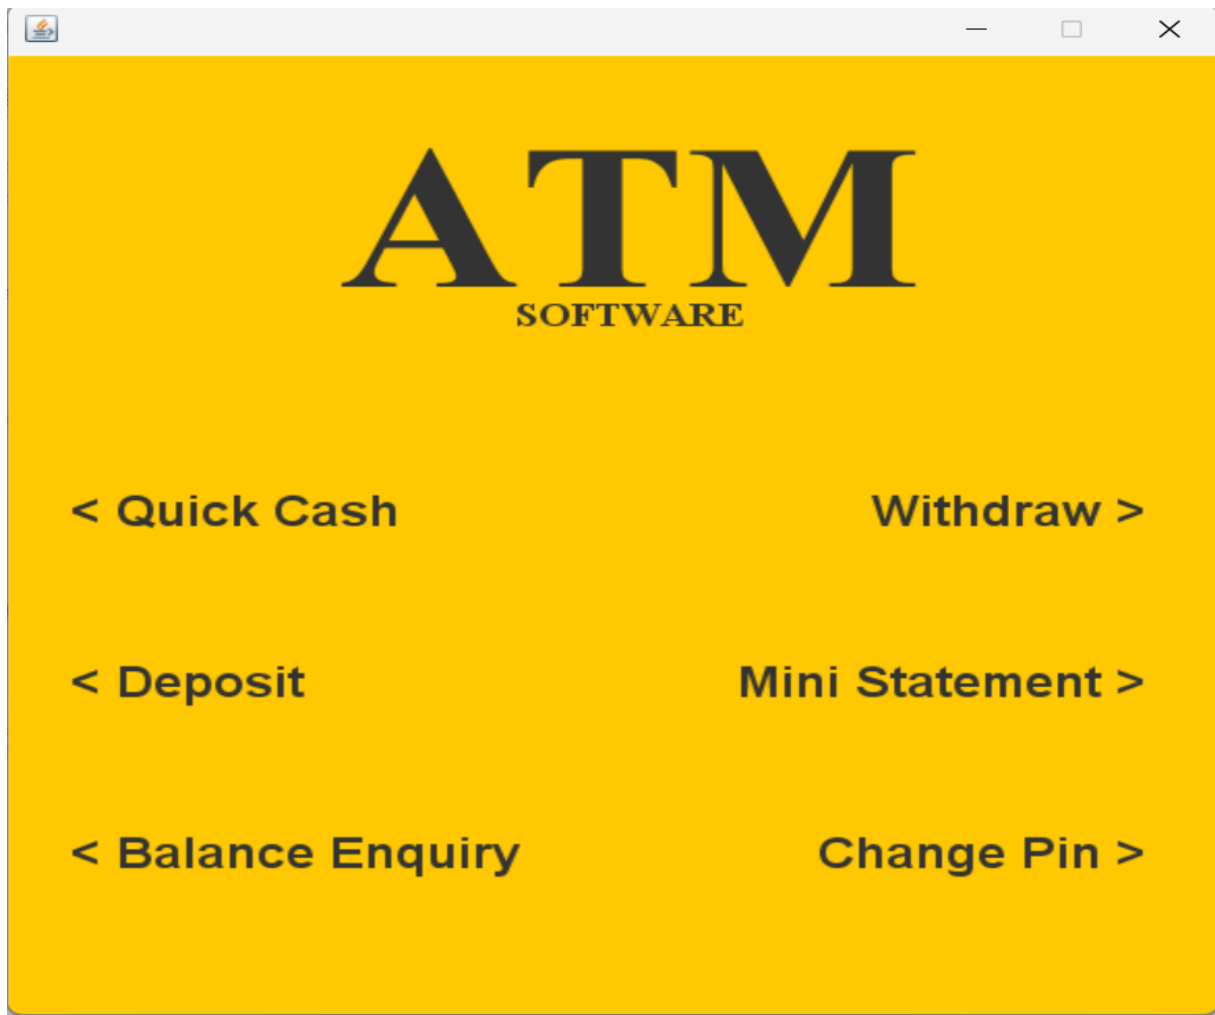 ATM
SOFTWARE
< Quick Cash
Withdraw >
< Deposit
Mini Statement >
< Balance Enquiry
Change Pin >